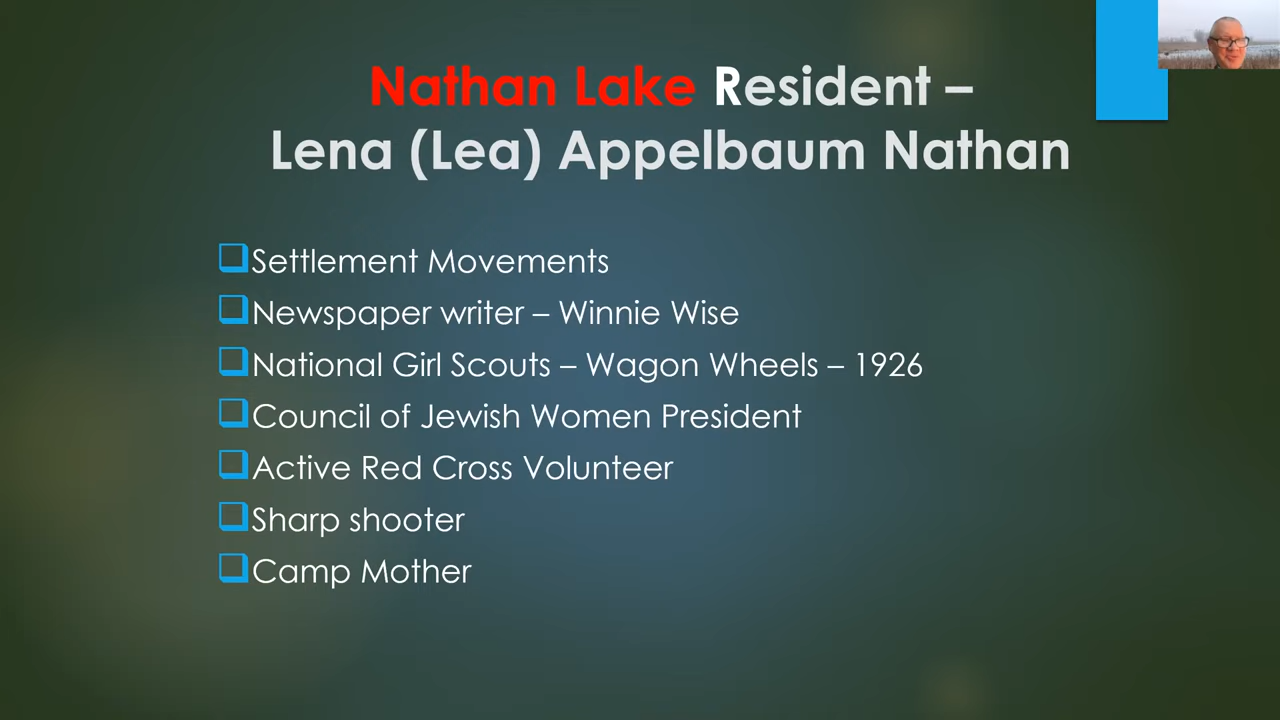 Nathan Lake Resident –
Lena (Lea) Appelbaum Nathan
Settlement Movements
Newspaper writer – Winnie Wise
National Girl Scouts – Wagon Wheels – 1926
Council of Jewish Women President
Active Red Cross Volunteer
Sharp shooter
Camp Mother